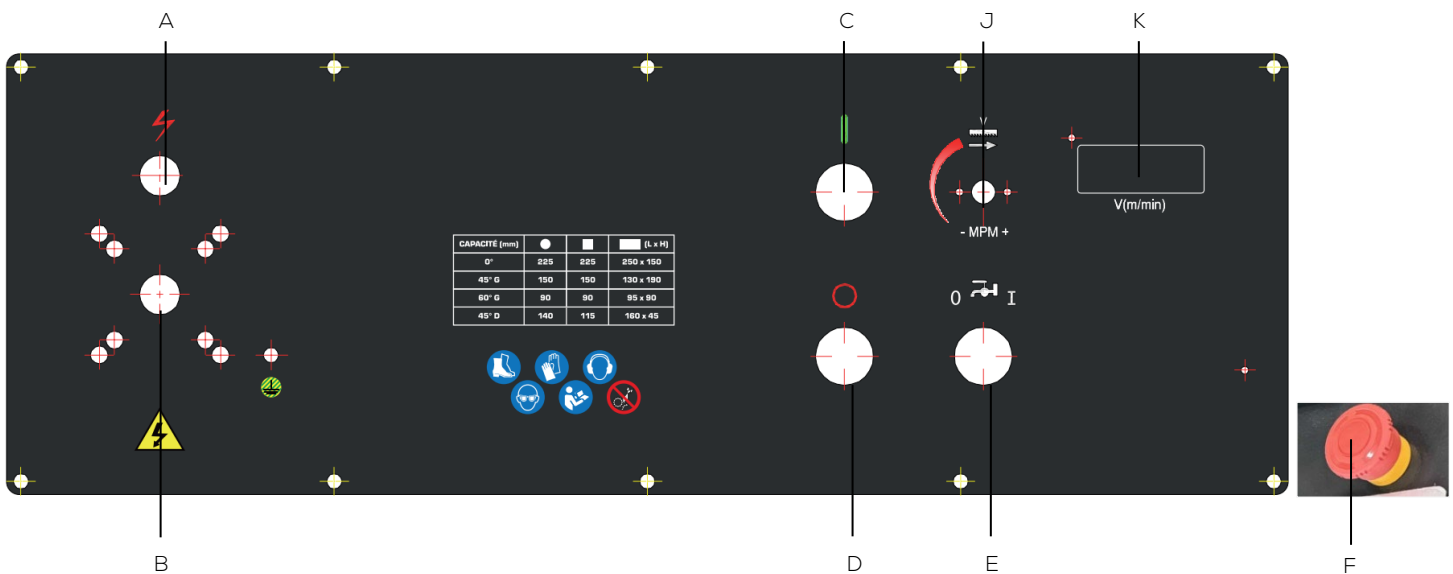 A C J K
V
V(m/min)
- MPM +
CAPACITÉ (mm) (L x H)
0° 225 225 250 x 150
45° G 150 150 130 x 190
60° G 90 90 95 x 90
45° D 140 115 160 x 45
0 I
B D E F